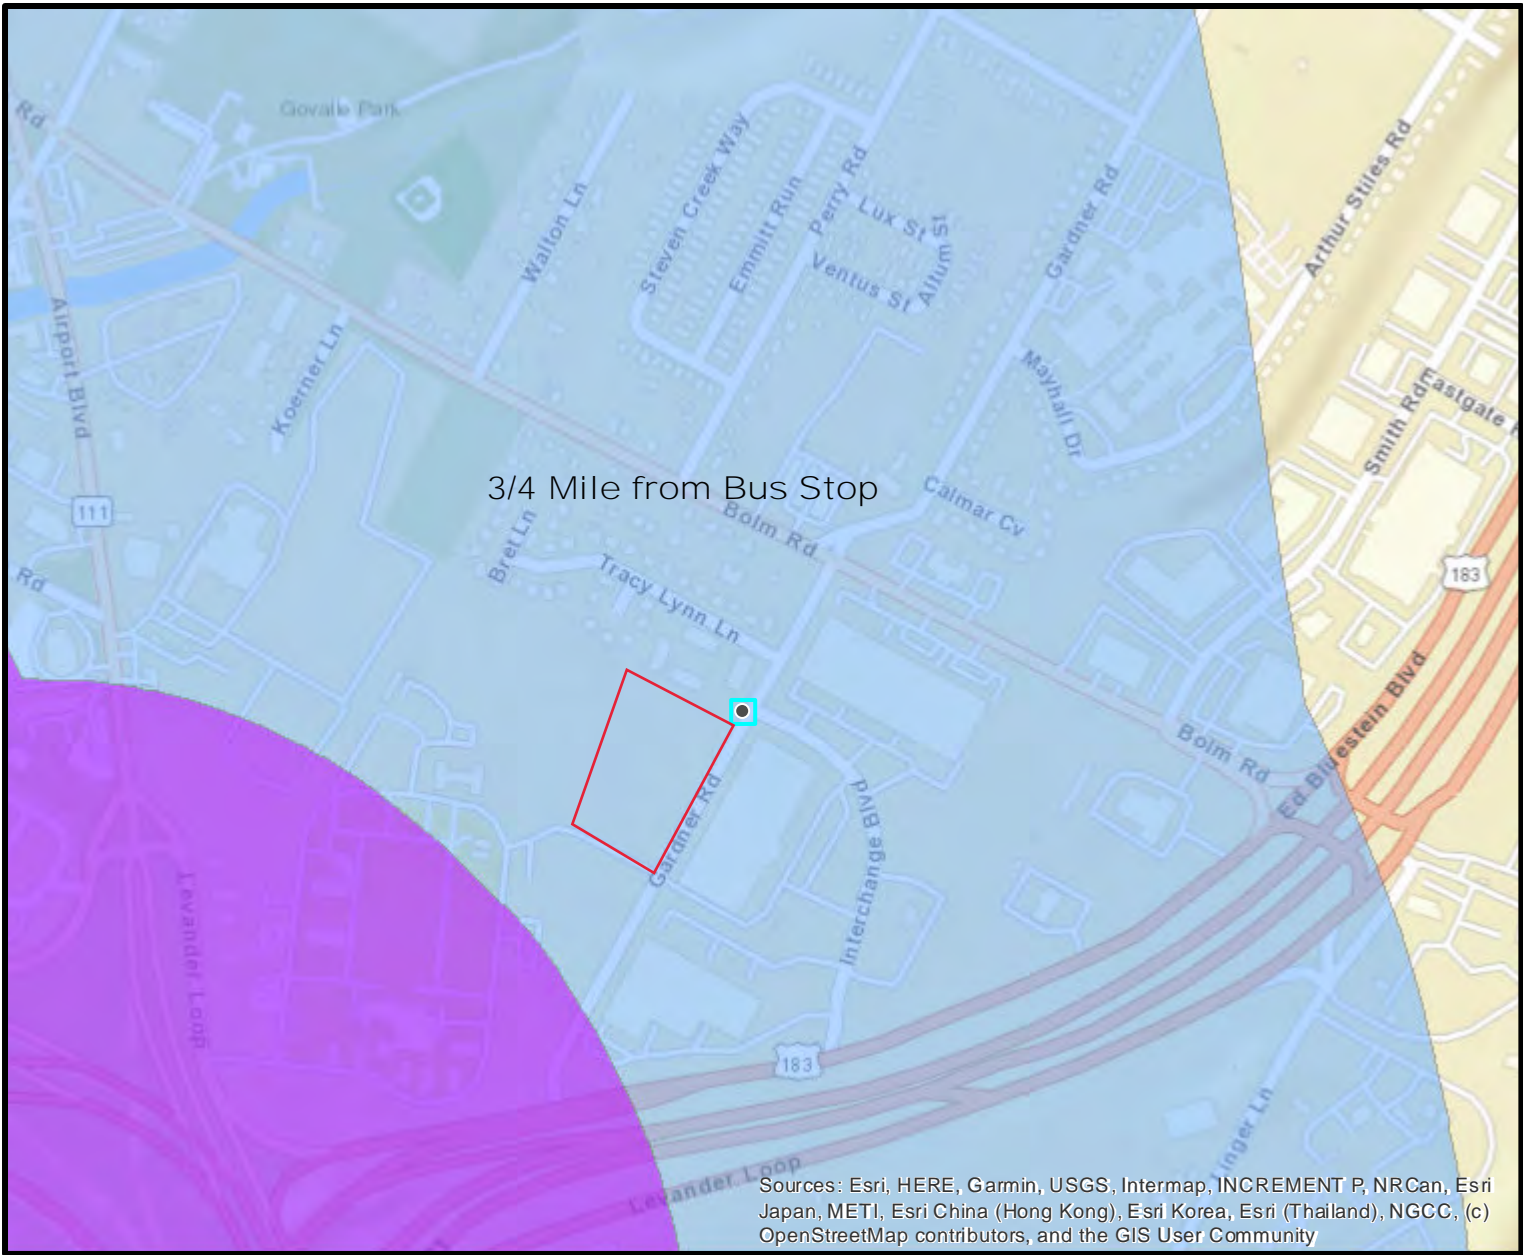 Rd
Govalle Park
Steven Creek Way
Walton Ln
Emmitt Run
Perry Rd
Lux St
Altum St
Ventus St
Gardner Rd
Arthur Stiles Rd
Airport Blvd
Koerner Ln
Mayhall Dr
Smith Rd
Eastgate
111
3/4 Mile from Bus Stop
Bolm Rd
Calmar Cv
Bret Ln
Tracy Lynn Ln
183
Rd
Ed Bluestein Blvd
Bolm Rd
Gardner Rd
Interchange Blvd
Levander Loop
183
Linger Ln
Levander Loop
Sources: Esri, HERE, Garmin, USGS, Intermap, INCREMENT P, NRCan, Esri
Japan, METI, Esri China (Hong Kong), Esri Korea, Esri (Thailand), NGCC, (c)
OpenStreetMap contributors, and the GIS User Community